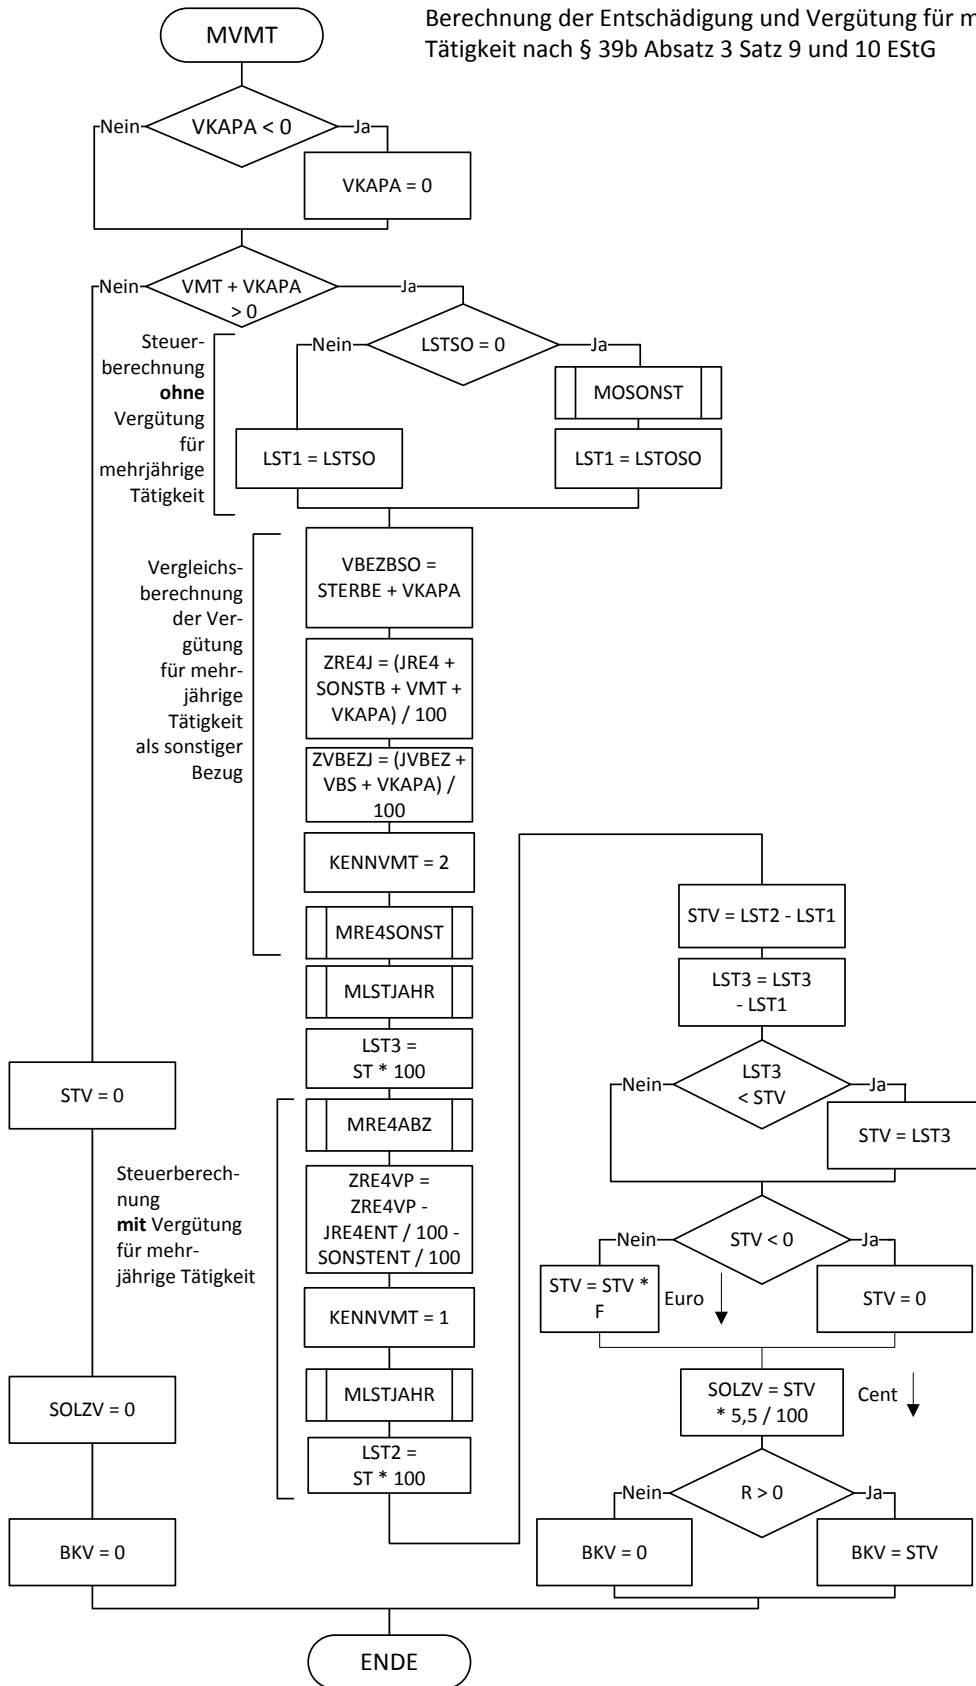 Berechnung der Entschädigung und Vergütung für m
Tätigkeit nach § 39b Absatz 3 Satz 9 und 10 EStG
MVMT
Nein
VKAPA < 0
Ja
VKAPA = 0
Nein
VMT + VKAPA
> 0
Ja
Steuer-
berechnung
ohne
Vergütung
für
mehrjährige
Tätigkeit
Nein
LSTSO = 0
Ja
MOSONST
LST1 = LSTSO
LST1 = LSTOSO
Vergleichs-
berechnung
der Ver-
gütung
für mehr-
jährige
Tätigkeit
als sonstiger
Bezug
VBEZBSO =
STERBE + VKAPA
ZRE4J = (JRE4 +
SONSTB + VMT +
VKAPA) / 100
ZVBEZJ = (JVBEZ +
VBS + VKAPA) /
100
KENNVMT = 2
MRE4SONST
MLSTJAHR
LST3 =
ST * 100
STV = 0
Steuerberech-
nung
mit Vergütung
für mehr-
jährige Tätigkeit
MRE4ABZ
ZRE4VP =
ZRE4VP -
JRE4ENT / 100 -
SONSTENT / 100
KENNVMT = 1
MLSTJAHR
LST2 =
ST * 100
SOLZV = 0
BKV = 0
STV = LST2 - LST1
LST3 = LST3
- LST1
Nein
LST3
< STV
Ja
STV = LST3
Nein
STV < 0
Ja
STV = STV *
F
Euro
STV = 0
SOLZV = STV
* 5,5 / 100
Cent
Nein
R > 0
Ja
BKV = 0
BKV = STV
ENDE